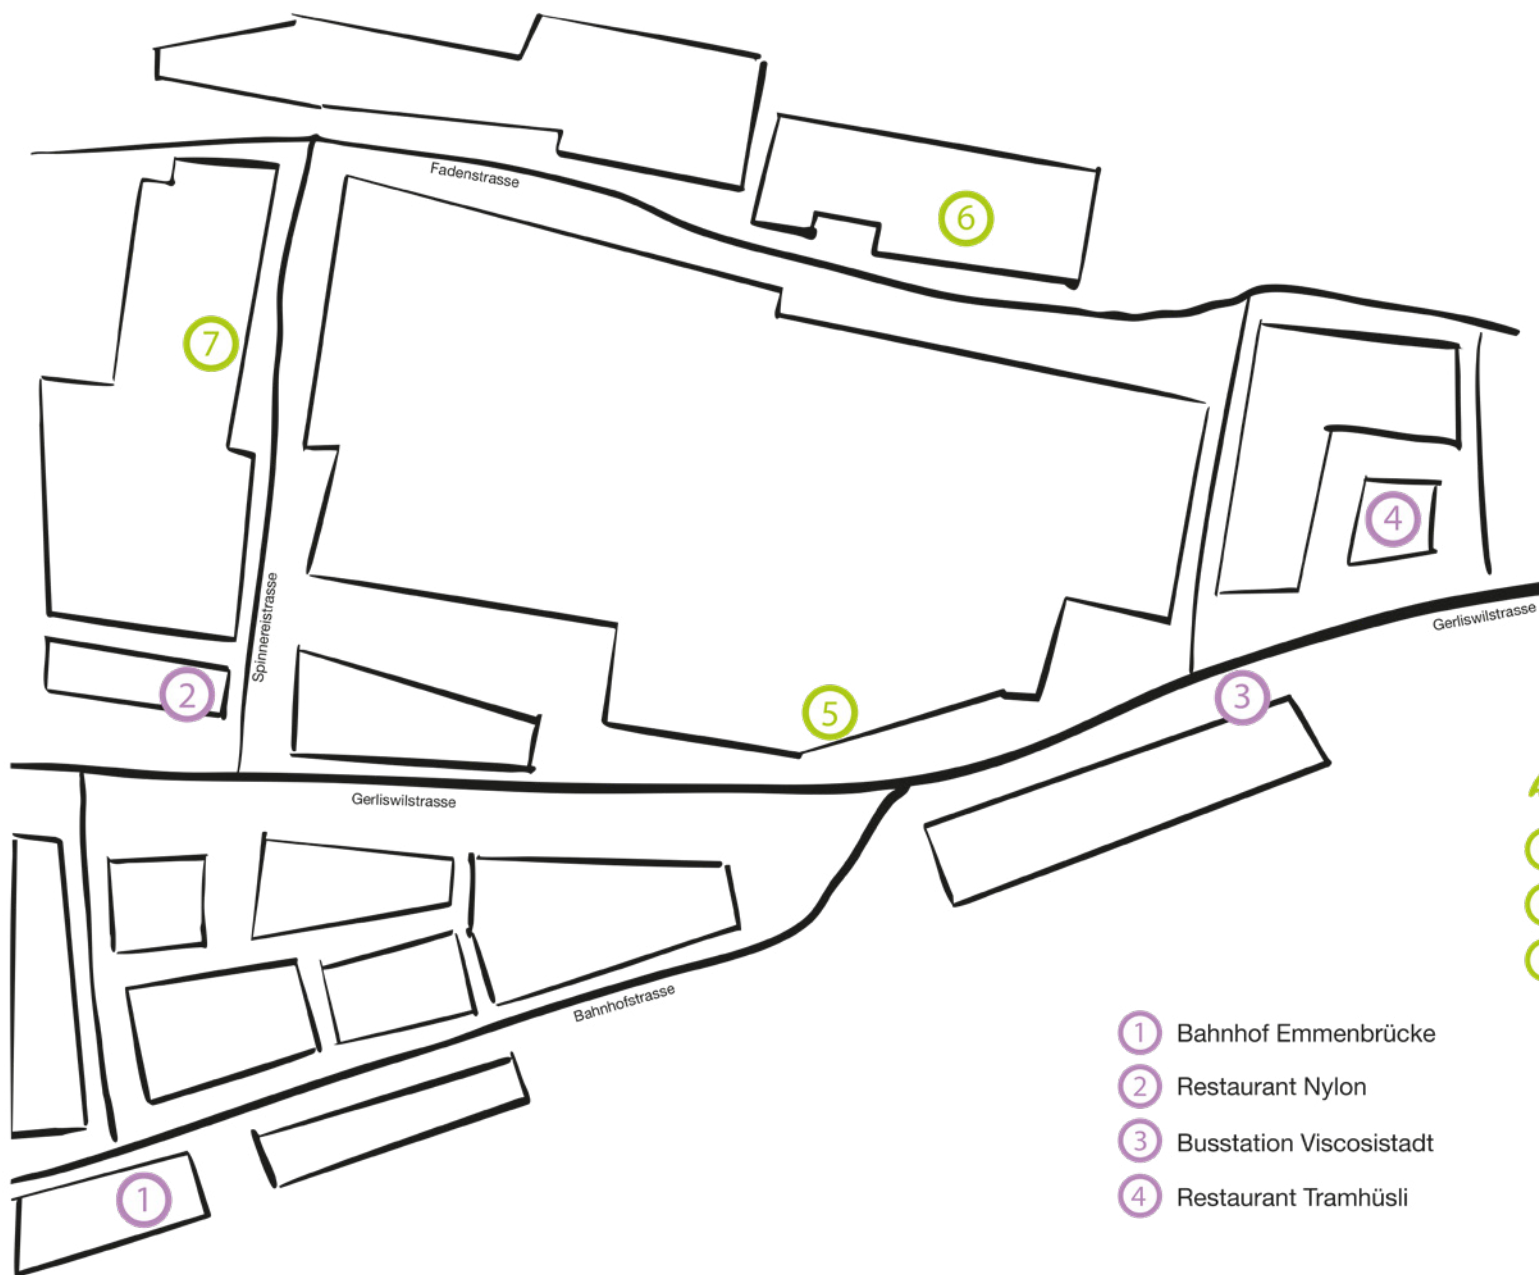 Fadenstrasse
6
7
4
Spinnereistrasse
Gerliswilstrasse
2
5
3
Gerliswilstrasse
Bahnhofstrasse
1
1 Bahnhof Emmenbrücke
2 Restaurant Nylon
3 Busstation Viscosistadt
4 Restaurant Tramhüsli